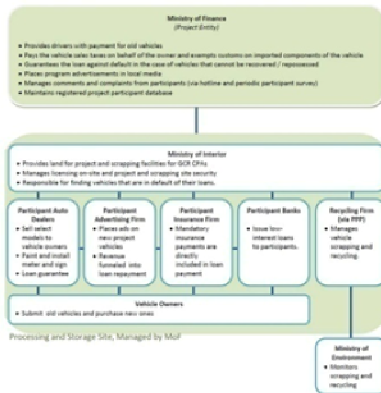 Ministry of Finance
(Project Entity)
• Provides drivers with payment for old vehicles
• Pays the vehicle sales taxes on behalf of the owner and exempts customs on imported components of the vehicle
• Guarantees the loan against default in the case of vehicles that cannot be recovered / repossessed
• Places program advertisements in local media
• Manages comments and complaints from participants (via hotline and periodic participant survey)
• Maintains registered project participant database
Ministry of Interior
• Provides land for project and scrapping facilities for GCR CPAs
• Manages licensing on-site and project and scrapping site security
• Responsible for finding vehicles that are in default of their loans.
Participant Auto
Dealers
• Sell select
models to
vehicle owners
• Paint and install
meter and sign
• Loan guarantee
Participant
Advertising Firm
• Places ads on
new project
vehicles
• Revenue
funneled into
loan repayment
Participant
Insurance Firm
• Mandatory
insurance
payments are
directly
included in loan
payment
Participant Banks
• Issue low-
interest loans to
participants.
Recycling Firm
(via PPP)
• Manages
vehicle
scrapping and
recycling.
Vehicle Owners
• Submit old vehicles and purchase new ones
Processing and Storage Site, Managed by MoF
Ministry of
Environment
• Monitors
scrapping and
recycling